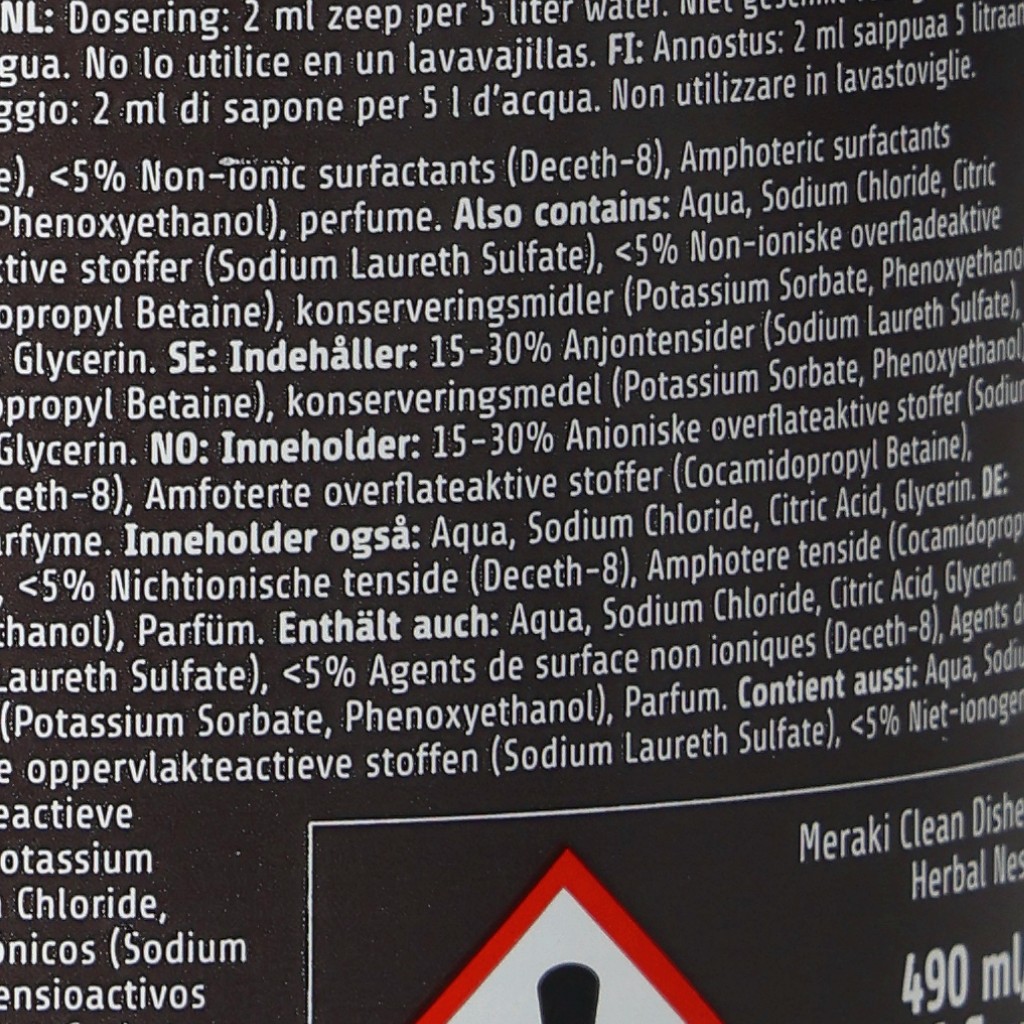 NL: Dosering: 2 ml zeep per 5 liter water. Niet
gua. No lo utilice en un lavavajillas. FI: Annostus: 2 ml saippuaa 5 litraan
ggio: 2 ml di sapone per 5 l d'acqua. Non utilizzare in lavastoviglie.
e), <5% Non-ionic surfactants (Deceth-8), Amphoteric surfactants
Phenoxyethanol), perfume. Also contains: Aqua, Sodium Chloride, Citric
ctive stoffer (Sodium Laureth Sulfate), <5% Non-ioniske overfladeaktive
opropyl Betaine), konserveringsmidler (Potassium Sorbate, Phenoxyethano
Glycerin. SE: Indehåller: 15-30% Anjontensider (Sodium Laureth Sulfate),
opropyl Betaine), konserveringsmedel (Potassium Sorbate, Phenoxyethanol
Glycerin. NO: Inneholder: 15-30% Anioniske overflateaktive stoffer (Sodium
ceth-8), Amfoterte overflateaktive stoffer (Cocamidopropyl Betaine),
rfyme. Inneholder også: Aqua, Sodium Chloride, Citric Acid, Glycerin. DE:
, <5% Nichtionische tenside (Deceth-8), Amphotere tenside (Cocamidoprop
thanol), Parfüm. Enthält auch: Aqua, Sodium Chloride, Citric Acid, Glycerin.
Laureth Sulfate), <5% Agents de surface non ioniques (Deceth-8), Agents d
(Potassium Sorbate, Phenoxyethanol), Parfum. Contient aussi: Aqua, Sodiu
e oppervlakteactieve stoffen (Sodium Laureth Sulfate), <5% Niet-ionogen
eactieve
otassium
Chloride,
onicos (Sodium
ensioactivos
Meraki Clean Dishe
Herbal Nes
490 ml